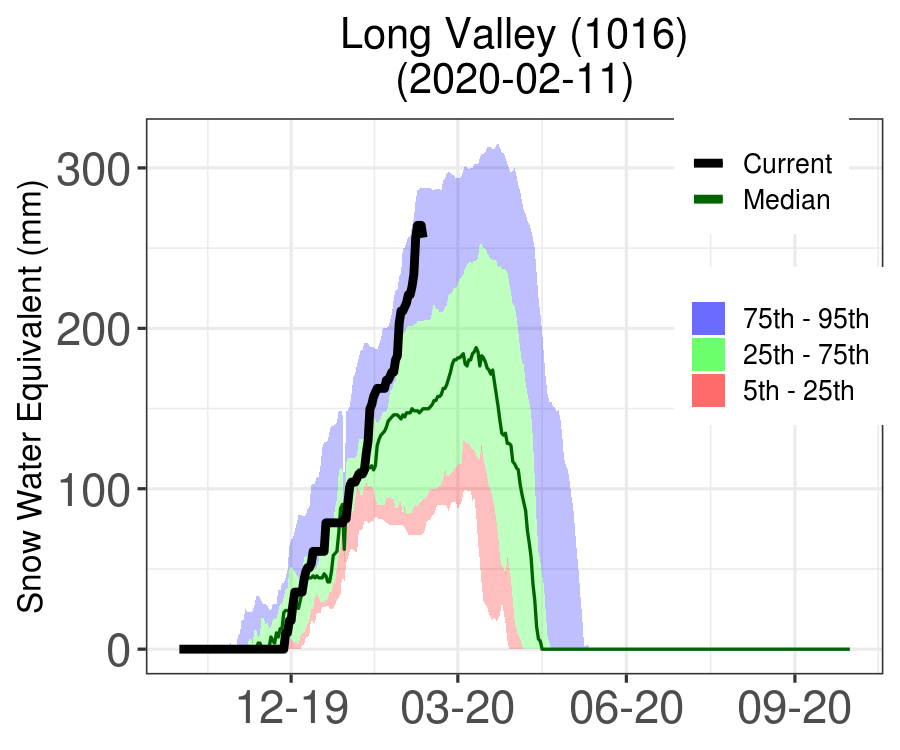 Long Valley (1016)
(2020-02-11)
Snow Water Equivalent (mm)
300
200
100
0
12-19
03-20
06-20
09-20
Current
Median
75th - 95th
25th - 75th
5th - 25th